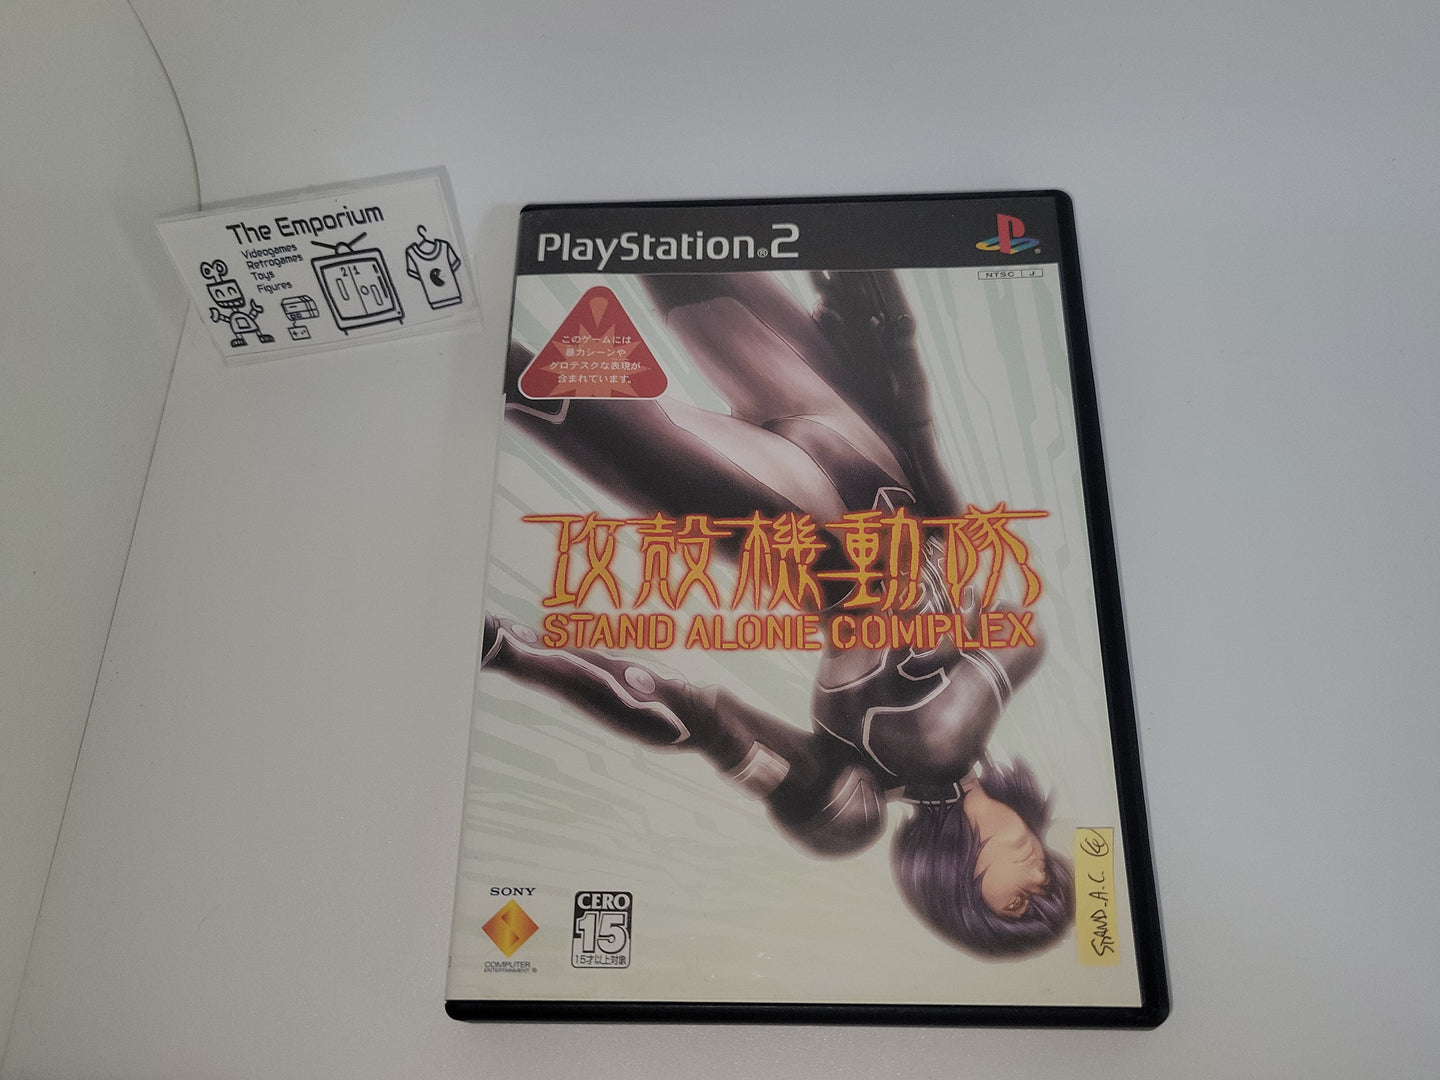 The Emporium
Videogames
Retrogames
Toys
Figures
2 1
PlayStation®2
NTSC J
このゲームには
暴力シーンや
グロテスクな表現が
含まれています。
攻殻機動隊
STAND ALONE COMPLEX
SONY
COMPUTER
ENTERTAINMENT®
CERO
15
15才以上対象
STAND_A.C.